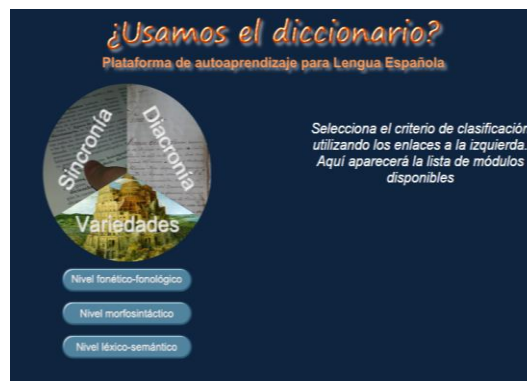 ¿Usamos el diccionario?
Plataforma de autoaprendizaje para Lengua Española
Sincronía
Diacronía
Variedades
Selecciona el criterio de clasificación
utilizando los enlaces a la izquierda.
Aquí aparecerá la lista de módulos
disponibles
Nivel fonético-fonológico
Nivel morfosintáctico
Nivel léxico-semántico